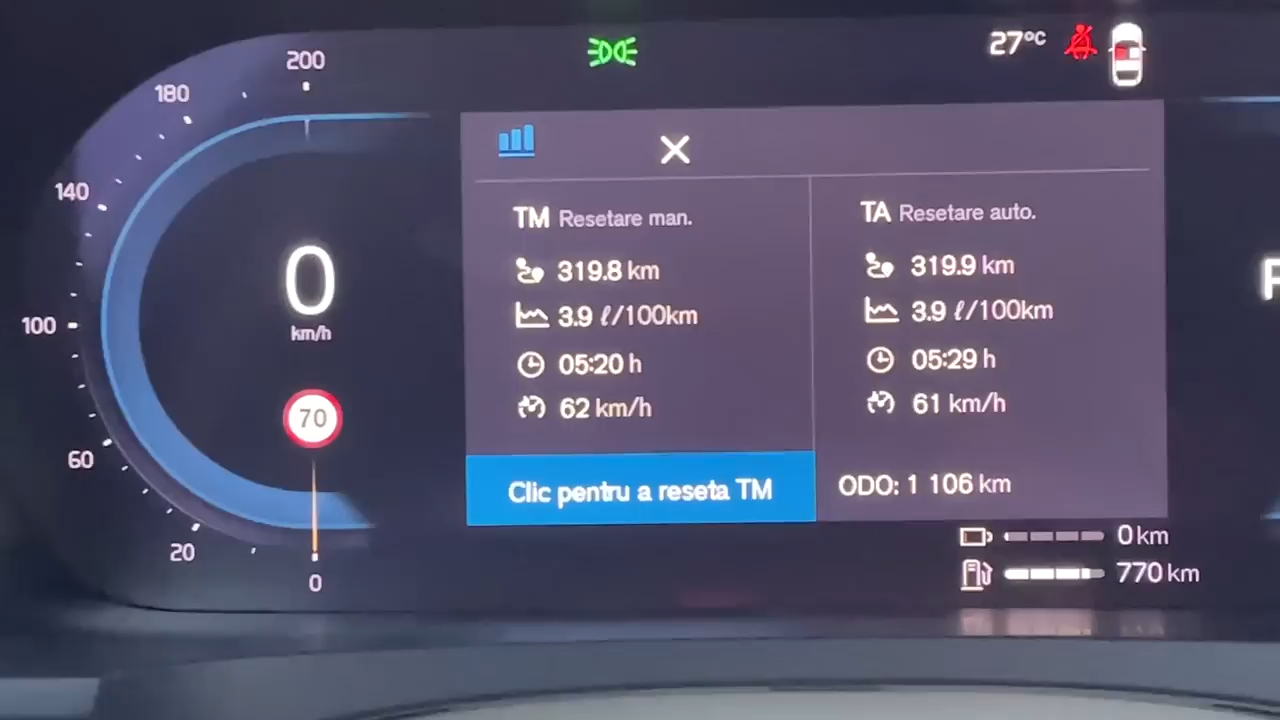 200
180
140
100
60
20
0
0
km/h
70
27°C
TM Resetare man.
319.8 km
3.9 ℓ/100km
05:20 h
62 km/h
Clic pentru a reseta TM
TA Resetare auto.
319.9 km
3.9 ℓ/100km
05:29 h
61 km/h
ODO: 1 106 km
0 km
770 km